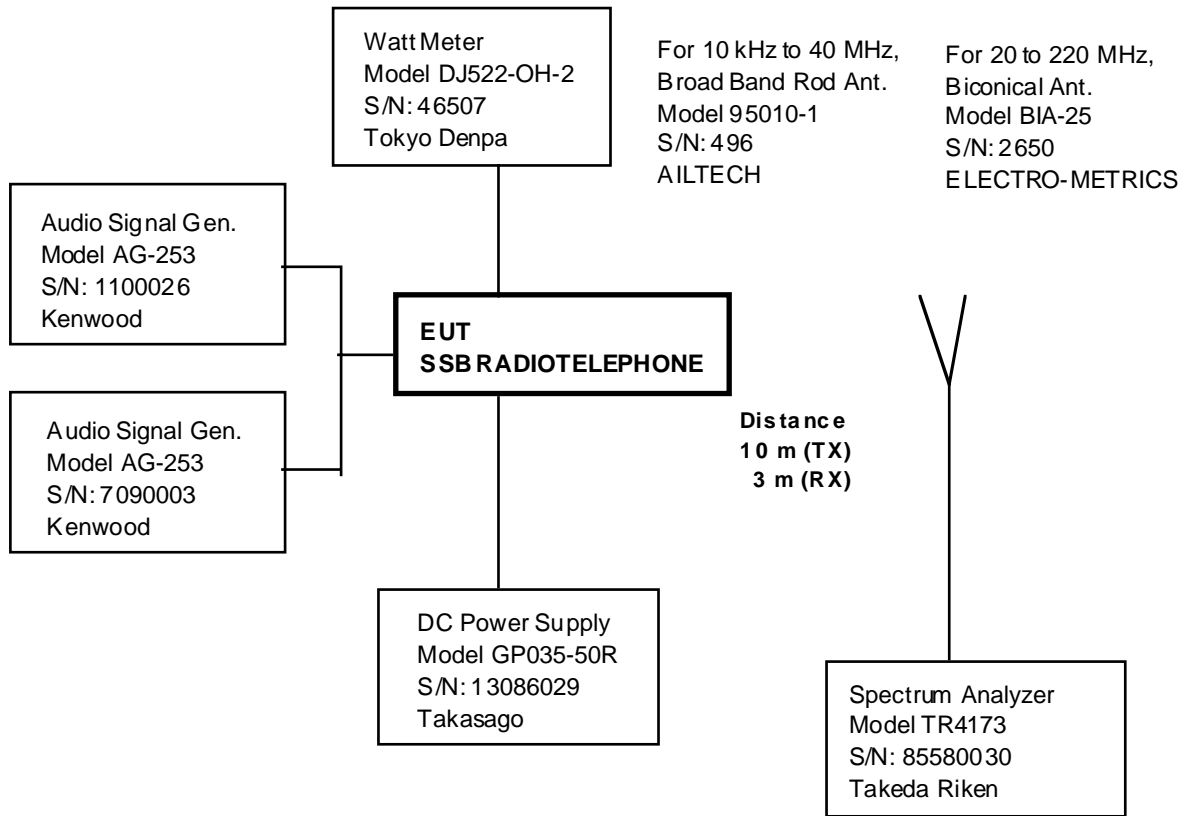 Watt Meter
Model DJ522-OH-2
S/N: 46507
Tokyo Denpa
For 10 kHz to 40 MHz,
Broad Band Rod Ant.
Model 95010-1
S/N: 496
AILTECH
For 20 to 220 MHz,
Biconical Ant.
Model BIA-25
S/N: 2650
ELECTRO-METRICS
Audio Signal Gen.
Model AG-253
S/N: 1100026
Kenwood
EUT
SSB RADIOTELEPHONE
Audio Signal Gen.
Model AG-253
S/N: 7090003
Kenwood
Distance
10 m (TX)
3 m (RX)
DC Power Supply
Model GP035-50R
S/N: 13086029
Takasago
Spectrum Analyzer
Model TR4173
S/N: 85580030
Takeda Riken